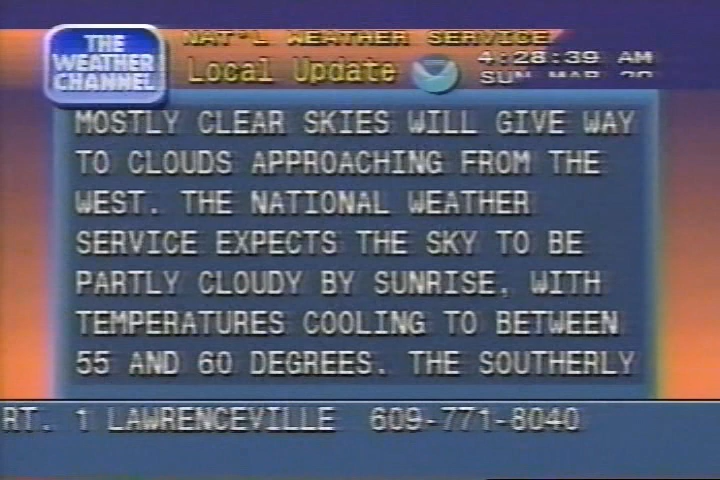 THE
WEATHER
CHANNEL
NAT'L WEATHER SERVICE
Local Update
4:28:39 AM
SUN MAR 20
MOSTLY CLEAR SKIES WILL GIVE WAY
TO CLOUDS APPROACHING FROM THE
WEST. THE NATIONAL WEATHER
SERVICE EXPECTS THE SKY TO BE
PARTLY CLOUDY BY SUNRISE, WITH
TEMPERATURES COOLING TO BETWEEN
55 AND 60 DEGREES. THE SOUTHERLY
RT. 1 LAWRENCEVILLE 609-771-8040